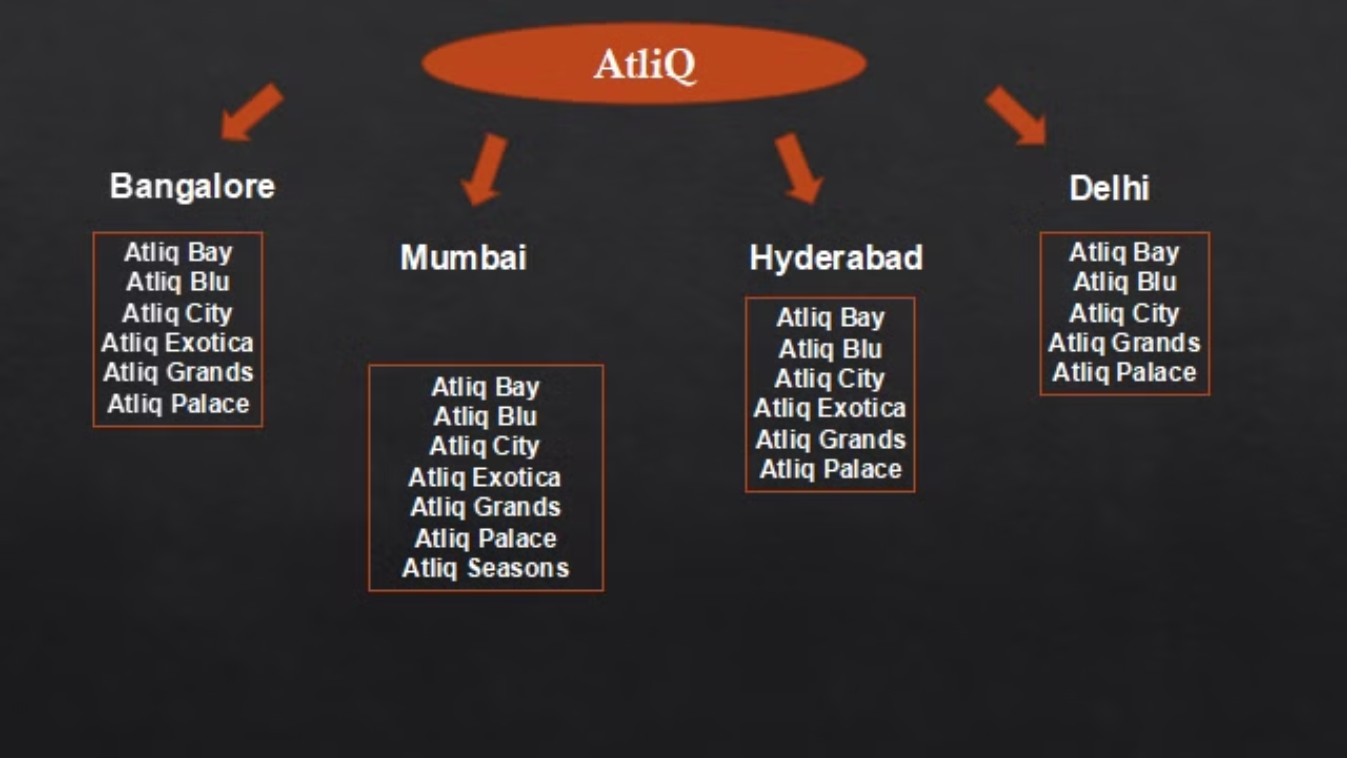 AtliQ
Bangalore
Atliq Bay
Atliq Blu
Atliq City
Atliq Exotica
Atliq Grands
Atliq Palace
Mumbai
Atliq Bay
Atliq Blu
Atliq City
Atliq Exotica
Atliq Grands
Atliq Palace
Atliq Seasons
Hyderabad
Atliq Bay
Atliq Blu
Atliq City
Atliq Exotica
Atliq Grands
Atliq Palace
Delhi
Atliq Bay
Atliq Blu
Atliq City
Atliq Grands
Atliq Palace